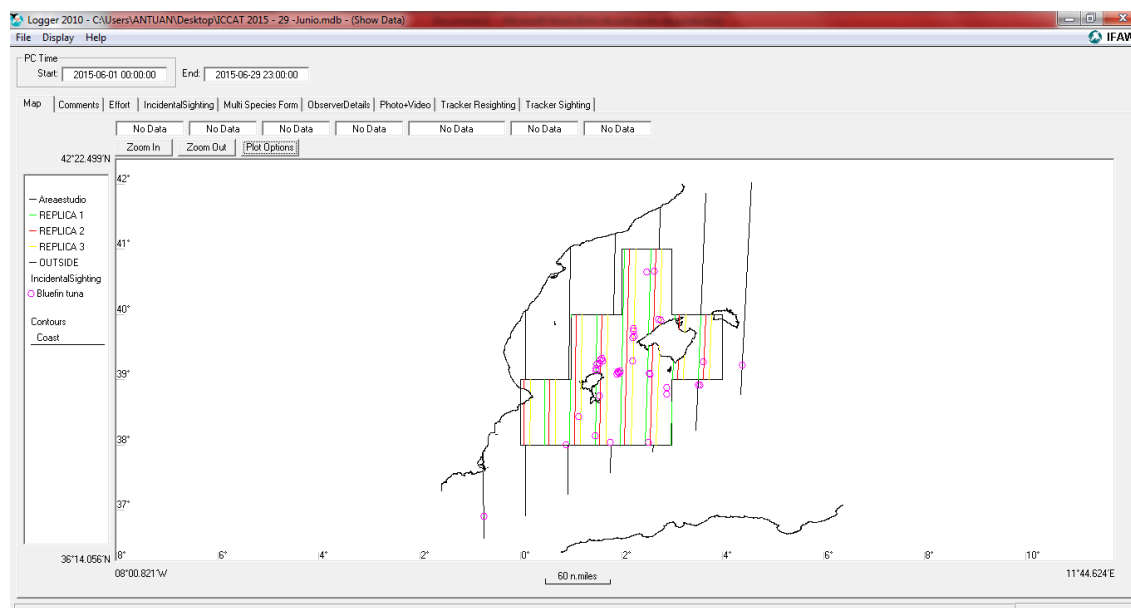 Logger 2010 - C:\Users\ANTUAN\Desktop\ICCAT 2015 - 29 -Junio.mdb - (Show Data)
File Display Help
IFAW
PC Time
Start: 2015-06-01 00:00:00 End: 2015-06-29 23:00:00
Map Comments Effort IncidentalSighting Multi Species Form ObserverDetails Photo+Video Tracker Resighting Tracker Sighting
No Data No Data No Data No Data No Data No Data No Data
Zoom In Zoom Out Plot Options
42°22.499'N
42°
Areaestudio
REPLICA 1
REPLICA 2
REPLICA 3
OUTSIDE
IncidentalSighting
Bluefin tuna
Contours
Coast
41°
40°
39°
38°
37°
36°14.056'N
8° 6° 4° 2° 0° 2° 4° 6° 8° 10°
08°00.821'W
60 n.miles
11°44.624'E